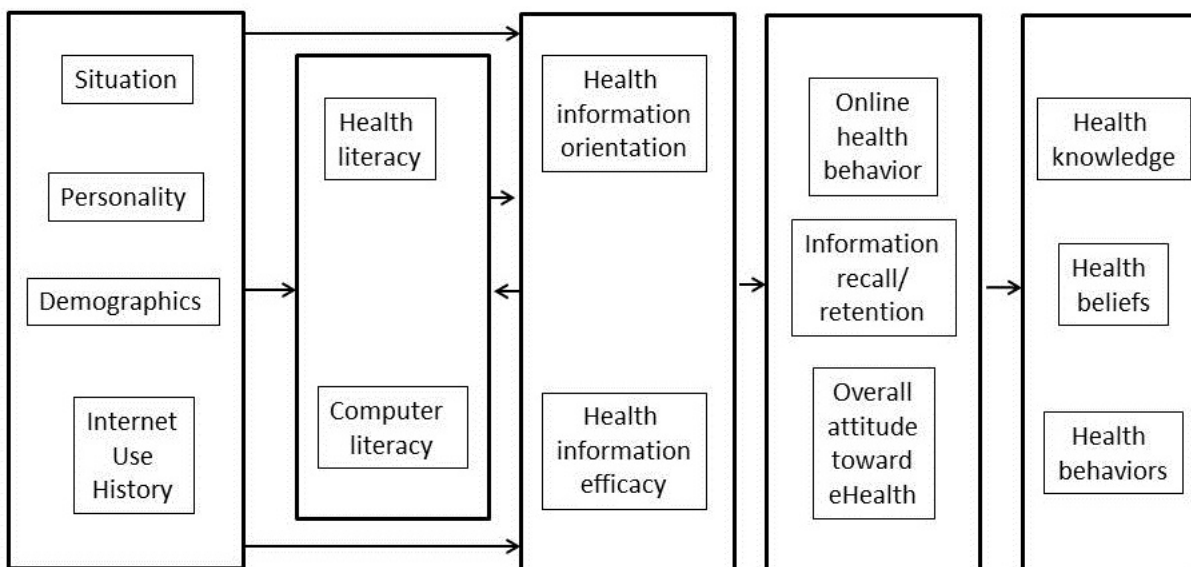 Situation
Personality
Demographics
Internet
Use
History
Health
literacy
Computer
literacy
Health
information
orientation
Health
information
efficacy
Online
health
behavior
Information
recall/
retention
Overall
attitude
toward
eHealth
Health
knowledge
Health
beliefs
Health
behaviors